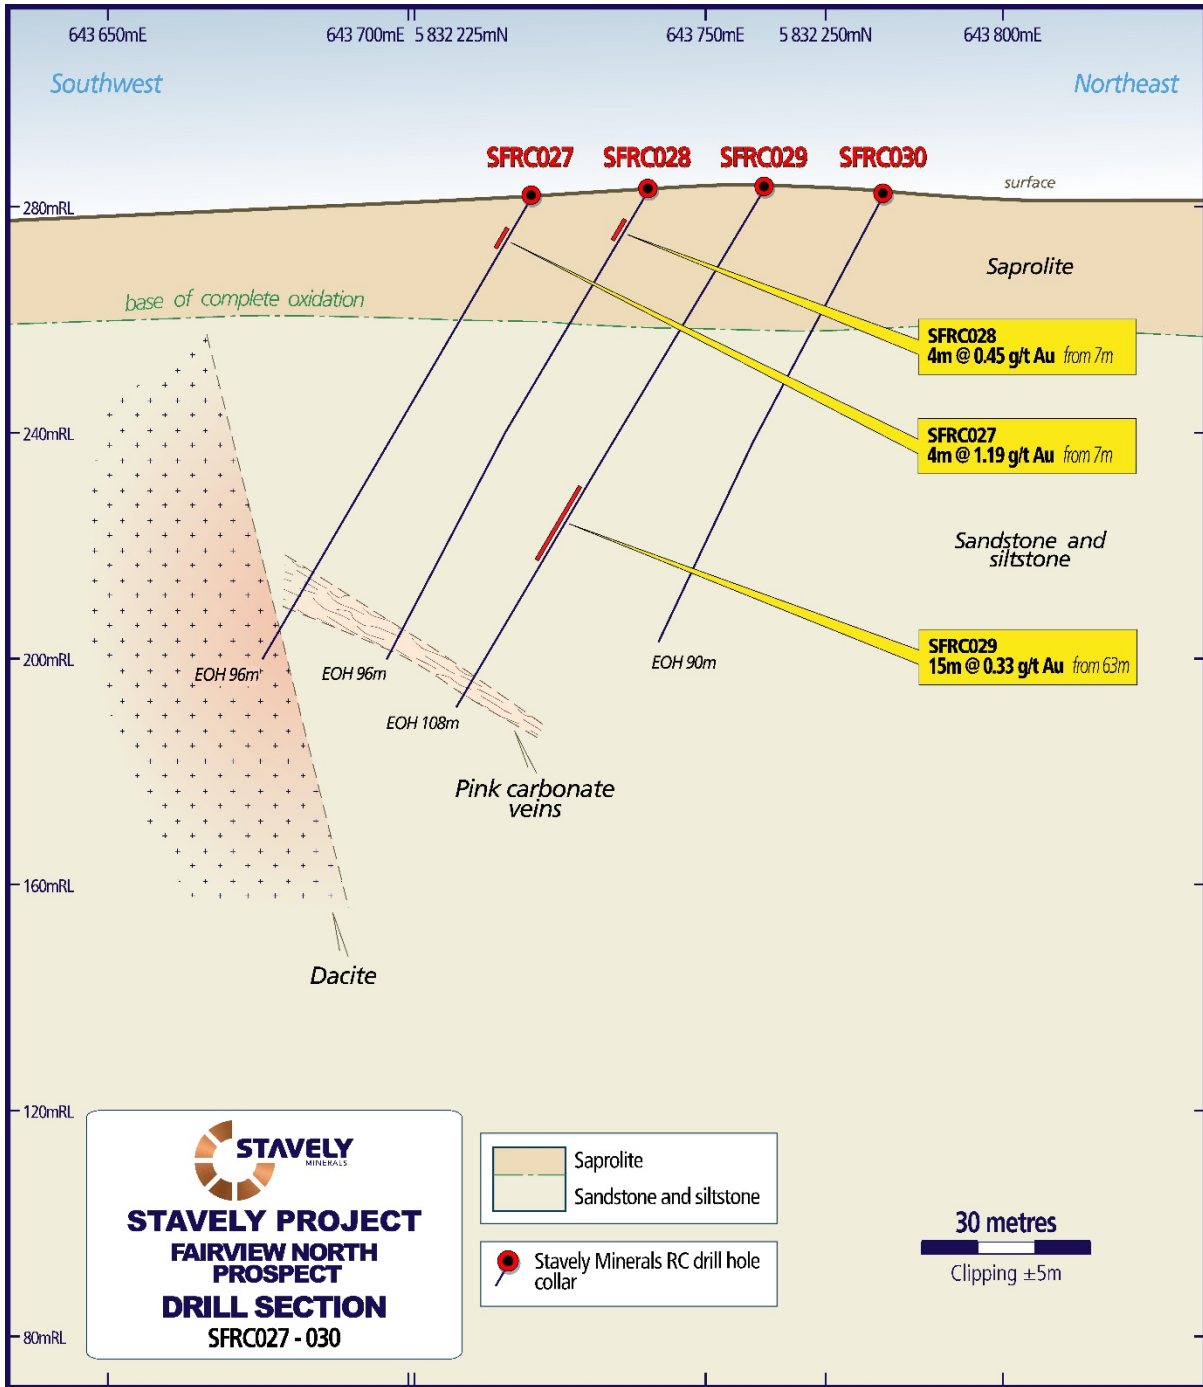 643 650mE
643 700mE
5 832 225mN
643 750mE
5 832 250mN
643 800mE
Southwest
Northeast
SFRC027
SFRC028
SFRC029
SFRC030
surface
280mRL
Saprolite
base of complete oxidation
SFRC028
4m @ 0.45 g/t Au from 7m
SFRC027
4m @ 1.19 g/t Au from 7m
240mRL
Sandstone and
siltstone
SFRC029
15m @ 0.33 g/t Au from 63m
200mRL
EOH 96m
EOH 96m
EOH 108m
EOH 90m
Pink carbonate
veins
160mRL
Dacite
120mRL
STAVELY
MINERALS
STAVELY PROJECT
FAIRVIEW NORTH
PROSPECT
DRILL SECTION
SFRC027 - 030
Saprolite
Sandstone and siltstone
Stavely Minerals RC drill hole
collar
30 metres
Clipping ±5m
80mRL